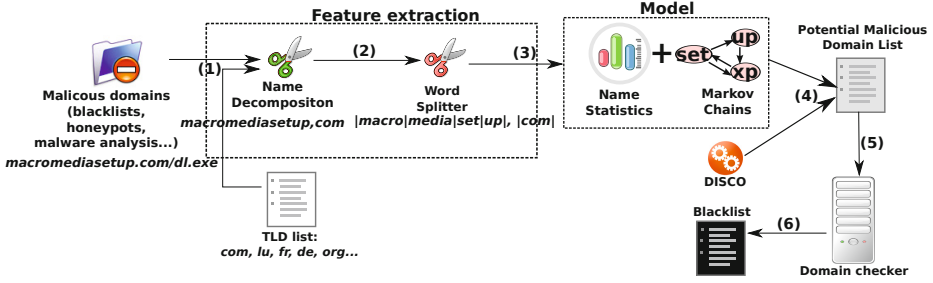 Feature extraction
Model
Malicous domains
(blacklists,
honeypots,
malware analysis...)
macromediasetup.com/dl.exe
(1)
Name
Decompositon
macromediasetup,com
(2)
Word
Splitter
|macro|media|set|up|, |com|
(3)
TLD list:
com, lu, fr, de, org...
Name
Statistics
+
set
up
xp
Markov
Chains
Potential Malicious
Domain List
(4)
DISCO
(5)
Domain checker
(6)
Blacklist